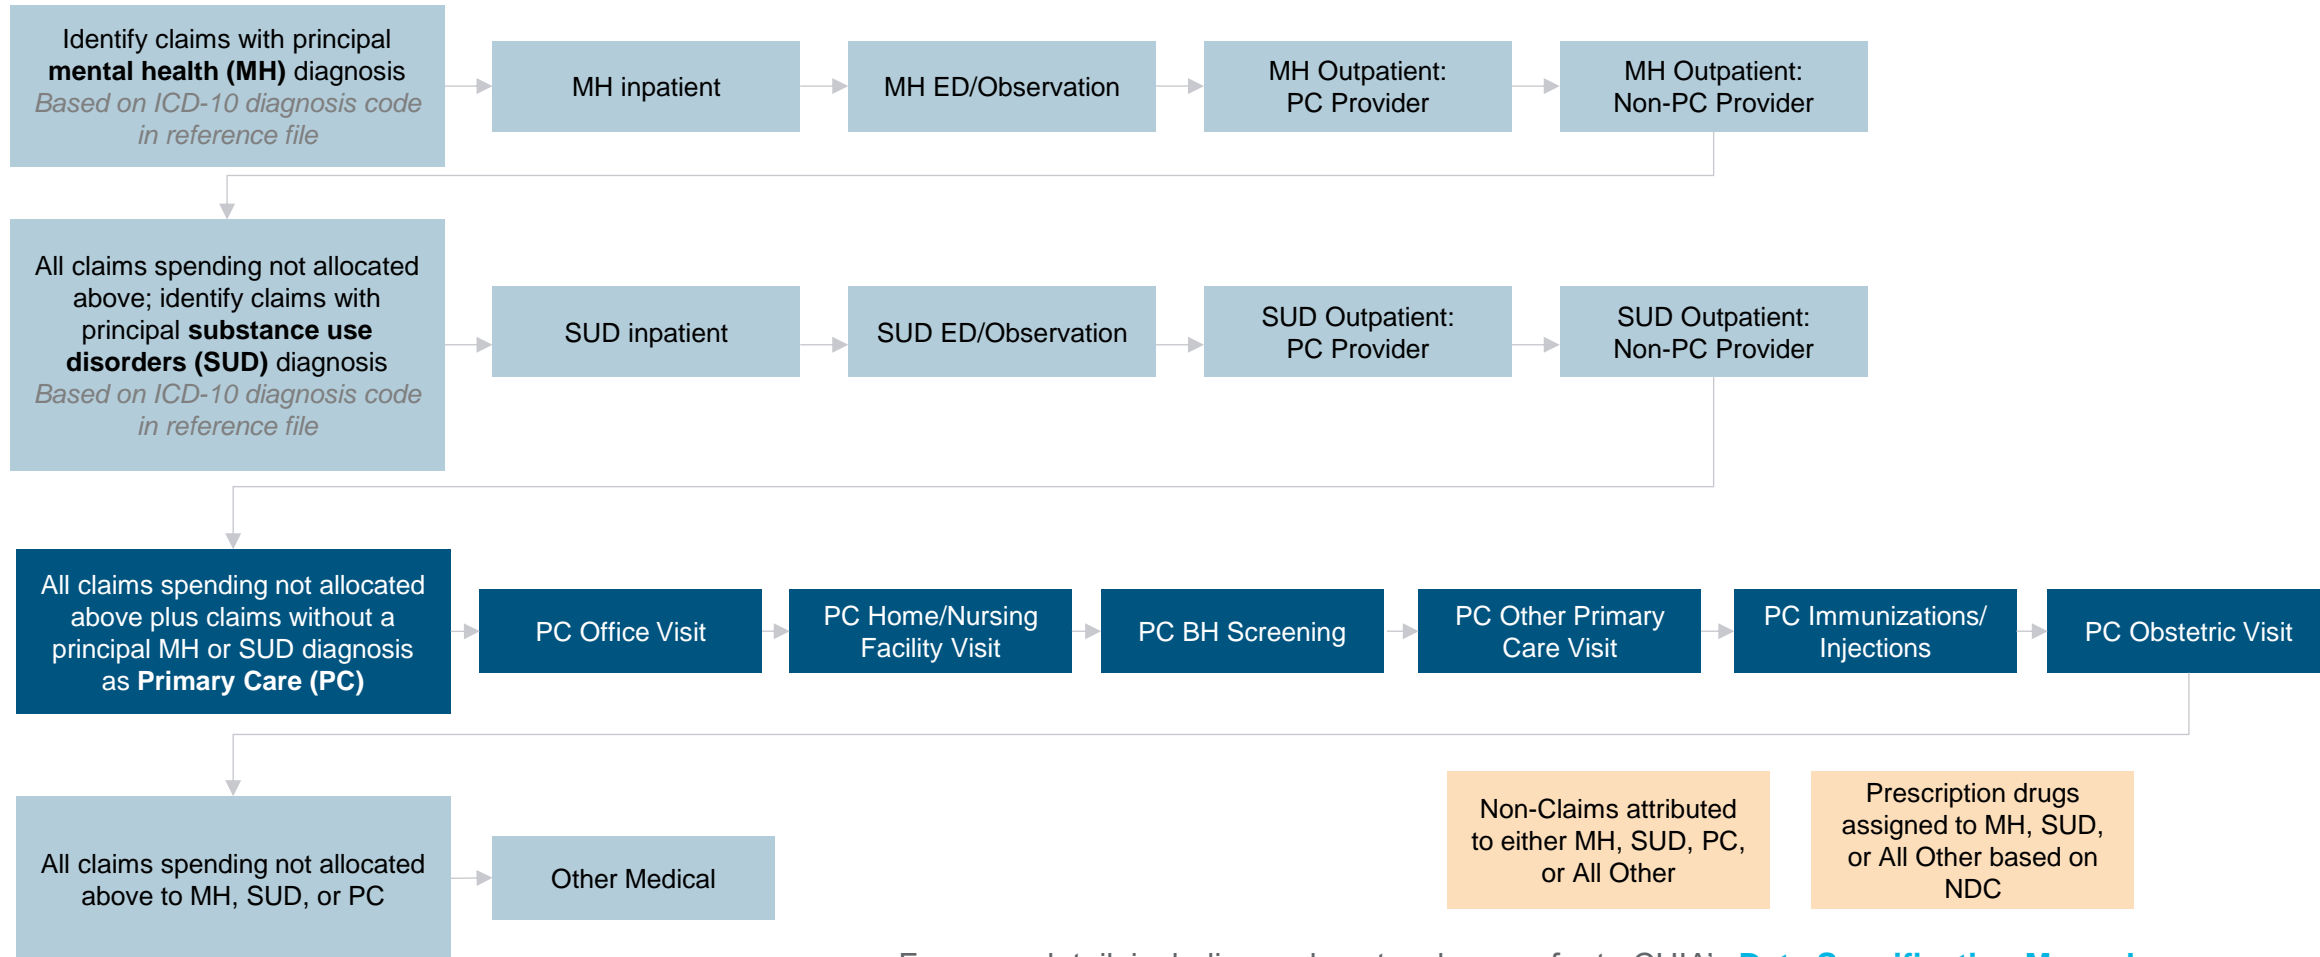 Identify claims with principal
mental health (MH) diagnosis
Based on ICD-10 diagnosis code
in reference file
MH inpatient
MH ED/Observation
MH Outpatient:
PC Provider
MH Outpatient:
Non-PC Provider
All claims spending not allocated
above; identify claims with
principal substance use
disorders (SUD) diagnosis
Based on ICD-10 diagnosis code
in reference file
SUD inpatient
SUD ED/Observation
SUD Outpatient:
PC Provider
SUD Outpatient:
Non-PC Provider
All claims spending not allocated
above plus claims without a
principal MH or SUD diagnosis
as Primary Care (PC)
PC Office Visit
PC Home/Nursing
Facility Visit
PC BH Screening
PC Other Primary
Care Visit
PC Immunizations/
Injections
PC Obstetric Visit
All claims spending not allocated
above to MH, SUD, or PC
Other Medical
Non-Claims attributed
to either MH, SUD, PC,
or All Other
Prescription drugs
assigned to MH, SUD,
or All Other based on
NDC